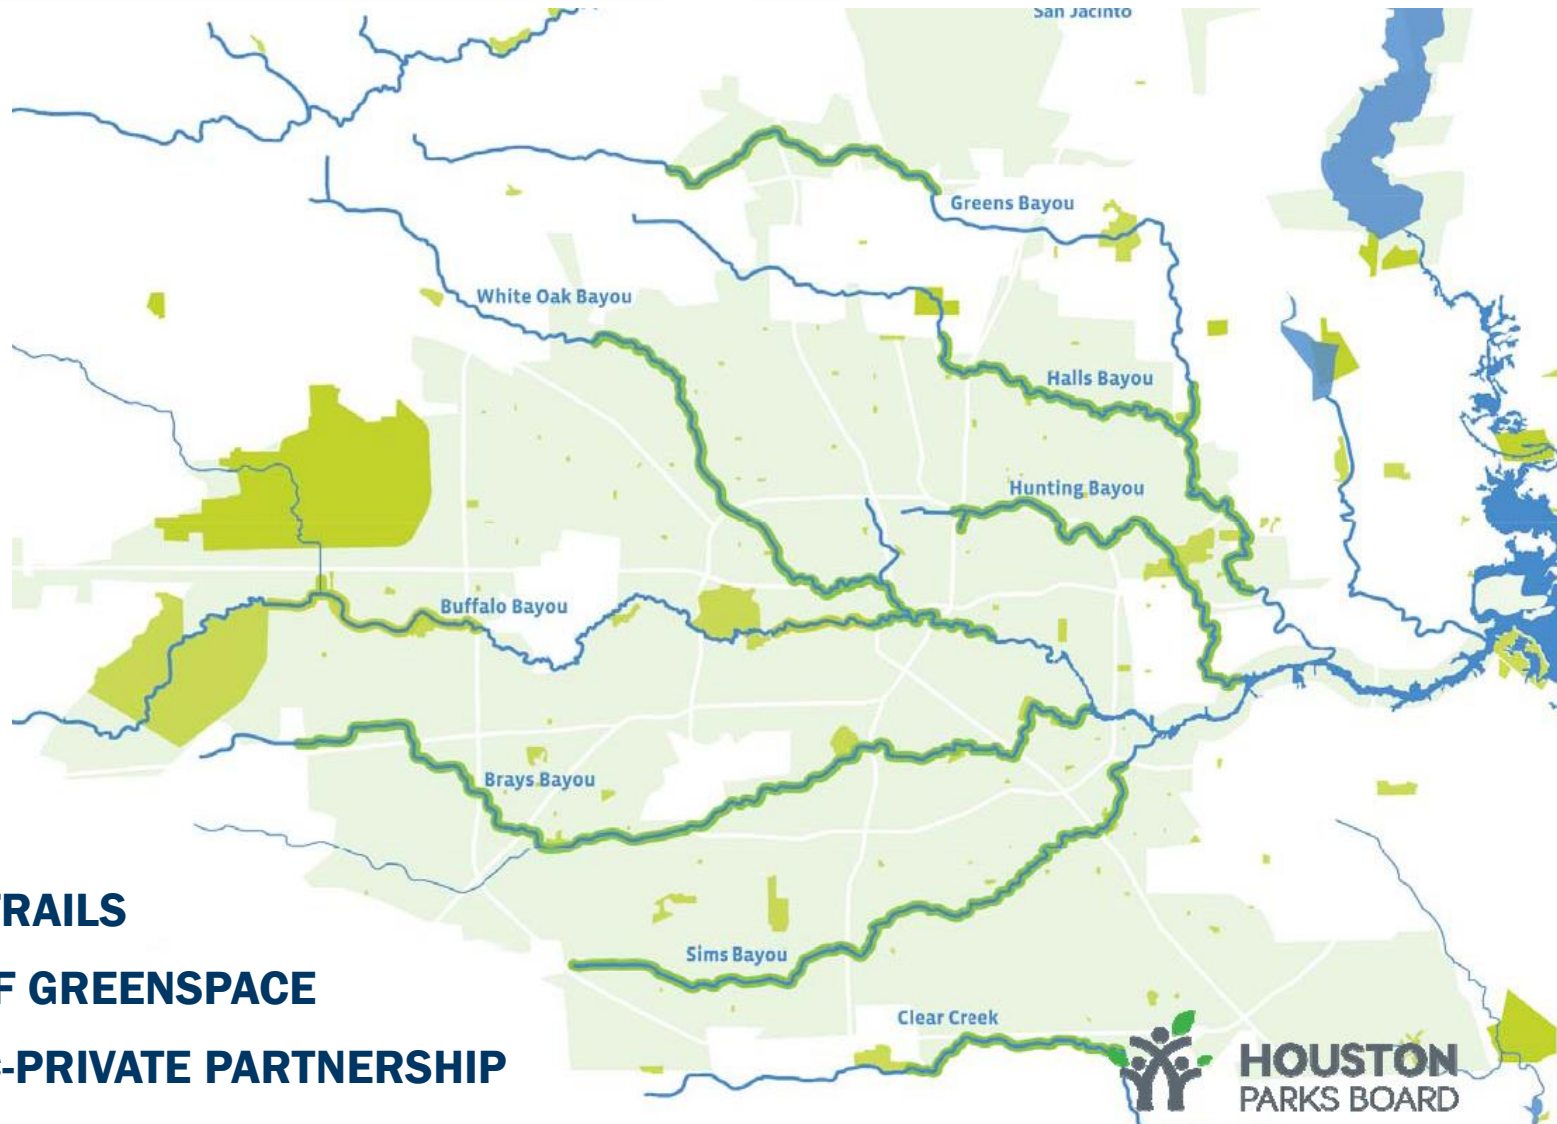 San Jacinto
Greens Bayou
White Oak Bayou
Halls Bayou
Hunting Bayou
Buffalo Bayou
Brays Bayou
TRAILS
Sims Bayou
F GREENSPACE
Clear Creek
-PRIVATE PARTNERSHIP
HOUSTON
PARKS BOARD